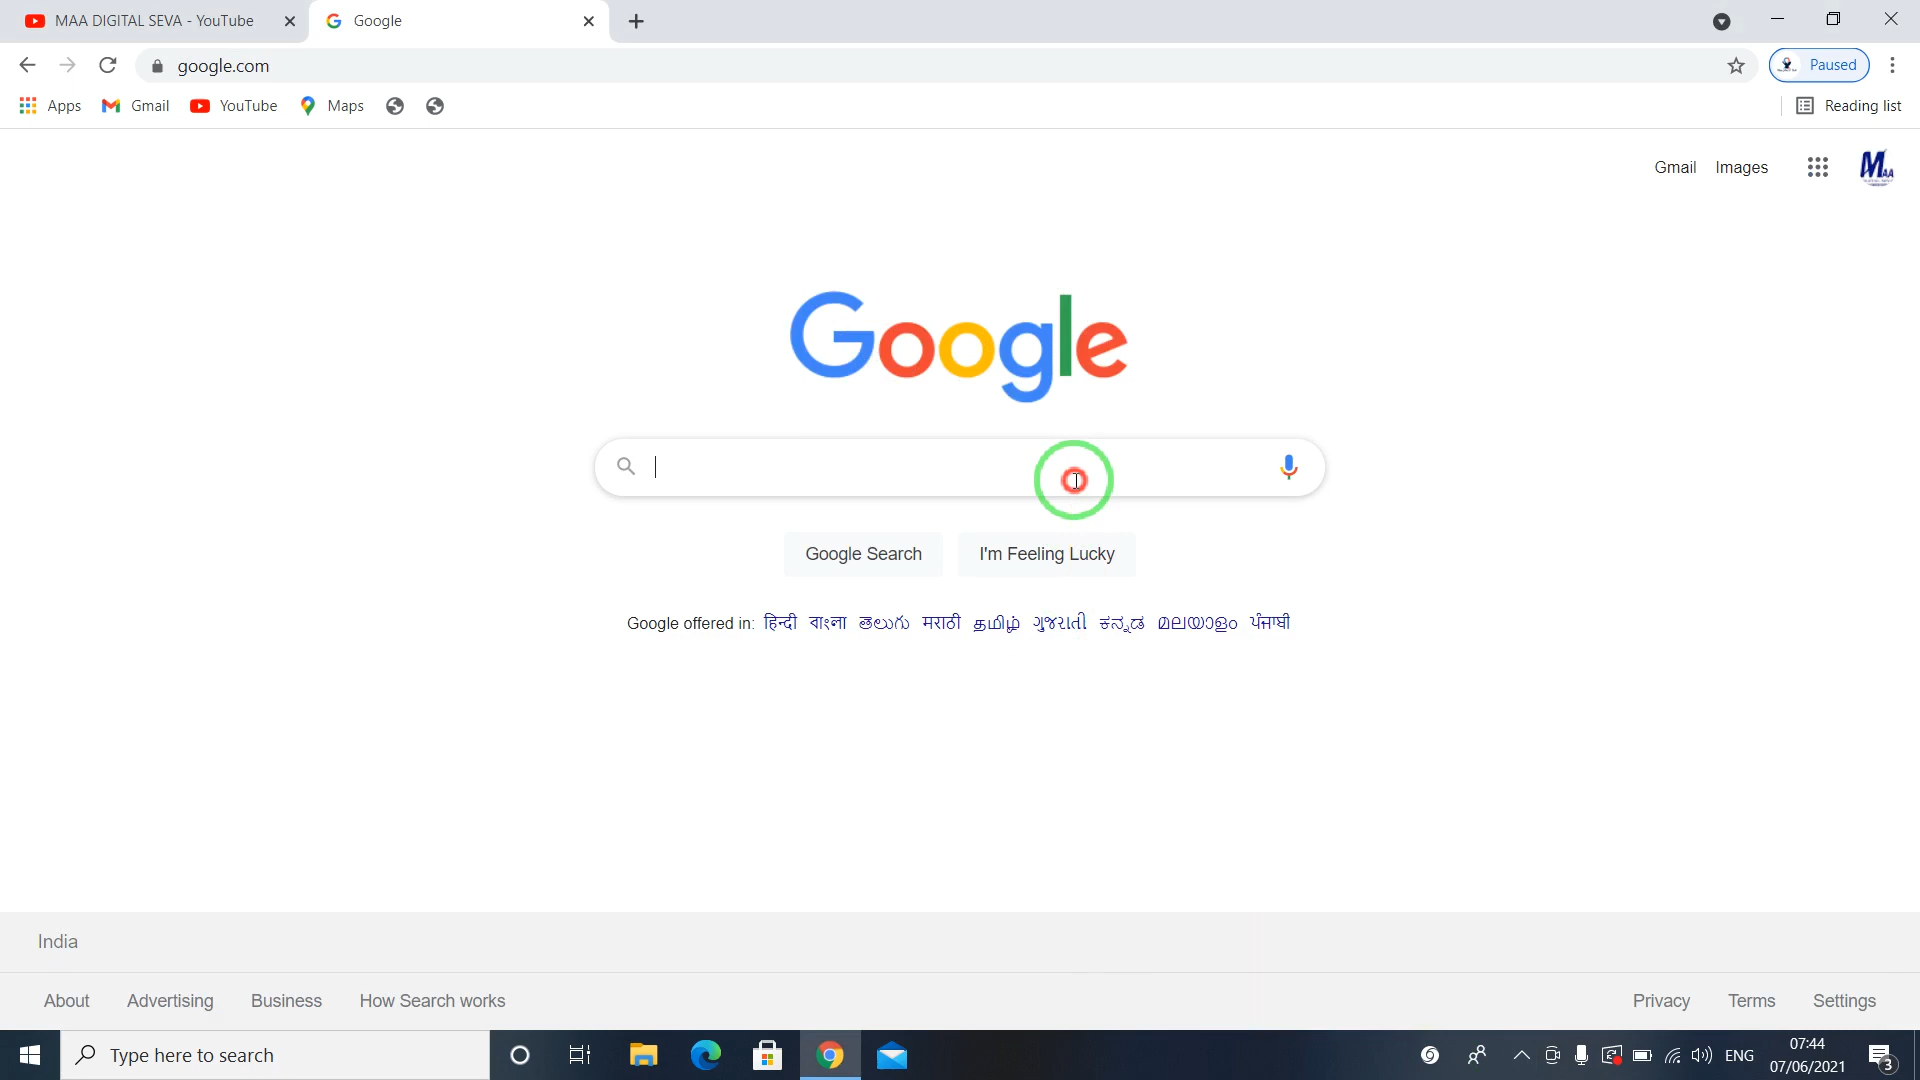 MAA DIGITAL SEVA - YouTube
Google
google.com
Paused
Apps
Gmail
YouTube
Maps
Reading list
Gmail Images
MAA
Google
Google Search
I'm Feeling Lucky
Google offered in: हिन्दी বাংলা తెలుగు मराठी தமிழ் ગુજરાતી ಕನ್ನಡ മലയാളം ਪੰਜਾਬੀ
India
About Advertising Business How Search works
Privacy Terms Settings
Type here to search
ENG
07:44
07/06/2021
3